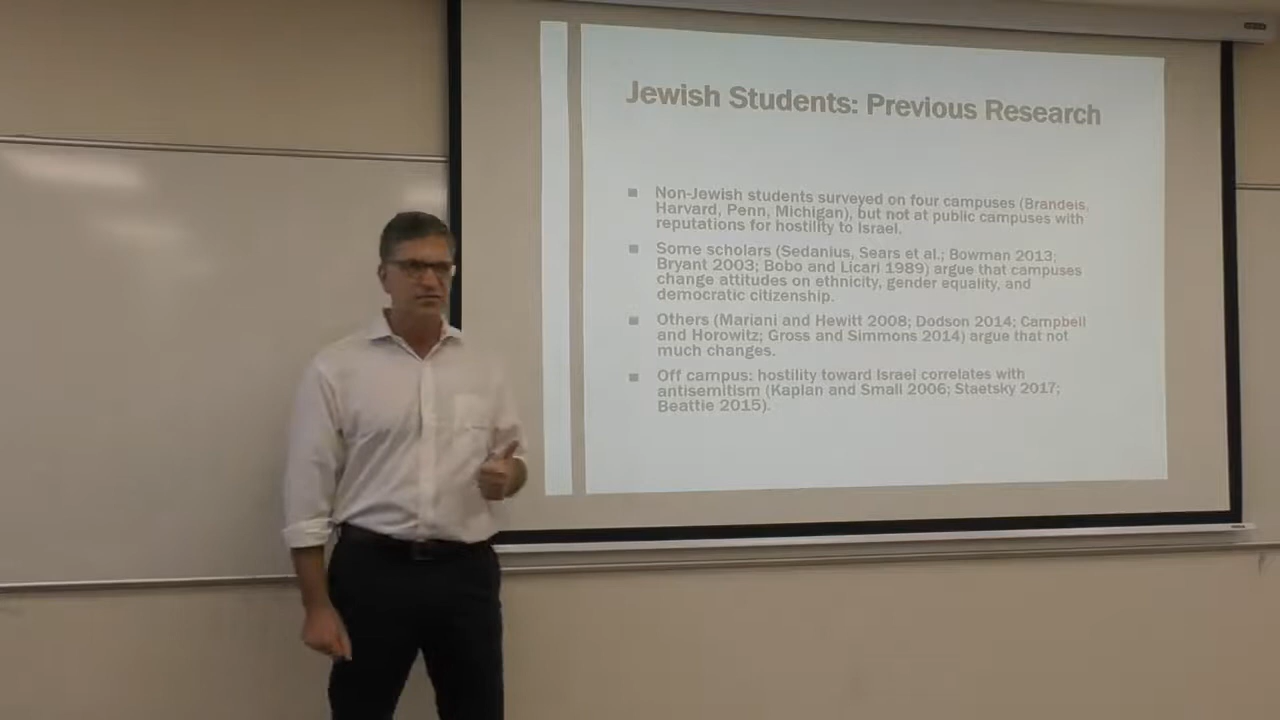 Jewish Students: Previous Research
Non-Jewish students surveyed on four campuses (Brandeis,
Harvard, Penn, Michigan), but not at public campuses with
reputations for hostility to Israel.
Some scholars (Sedanius, Sears et al.; Bowman 2013;
Bryant 2003; Bobo and Licari 1989) argue that campuses
change attitudes on ethnicity, gender equality, and
democratic citizenship.
Others (Mariani and Hewitt 2008; Dodson 2014; Campbell
and Horowitz; Gross and Simmons 2014) argue that not
much changes.
Off campus: hostility toward Israel correlates with
antisemitism (Kaplan and Small 2006; Staetsky 2017;
Beattie 2015).